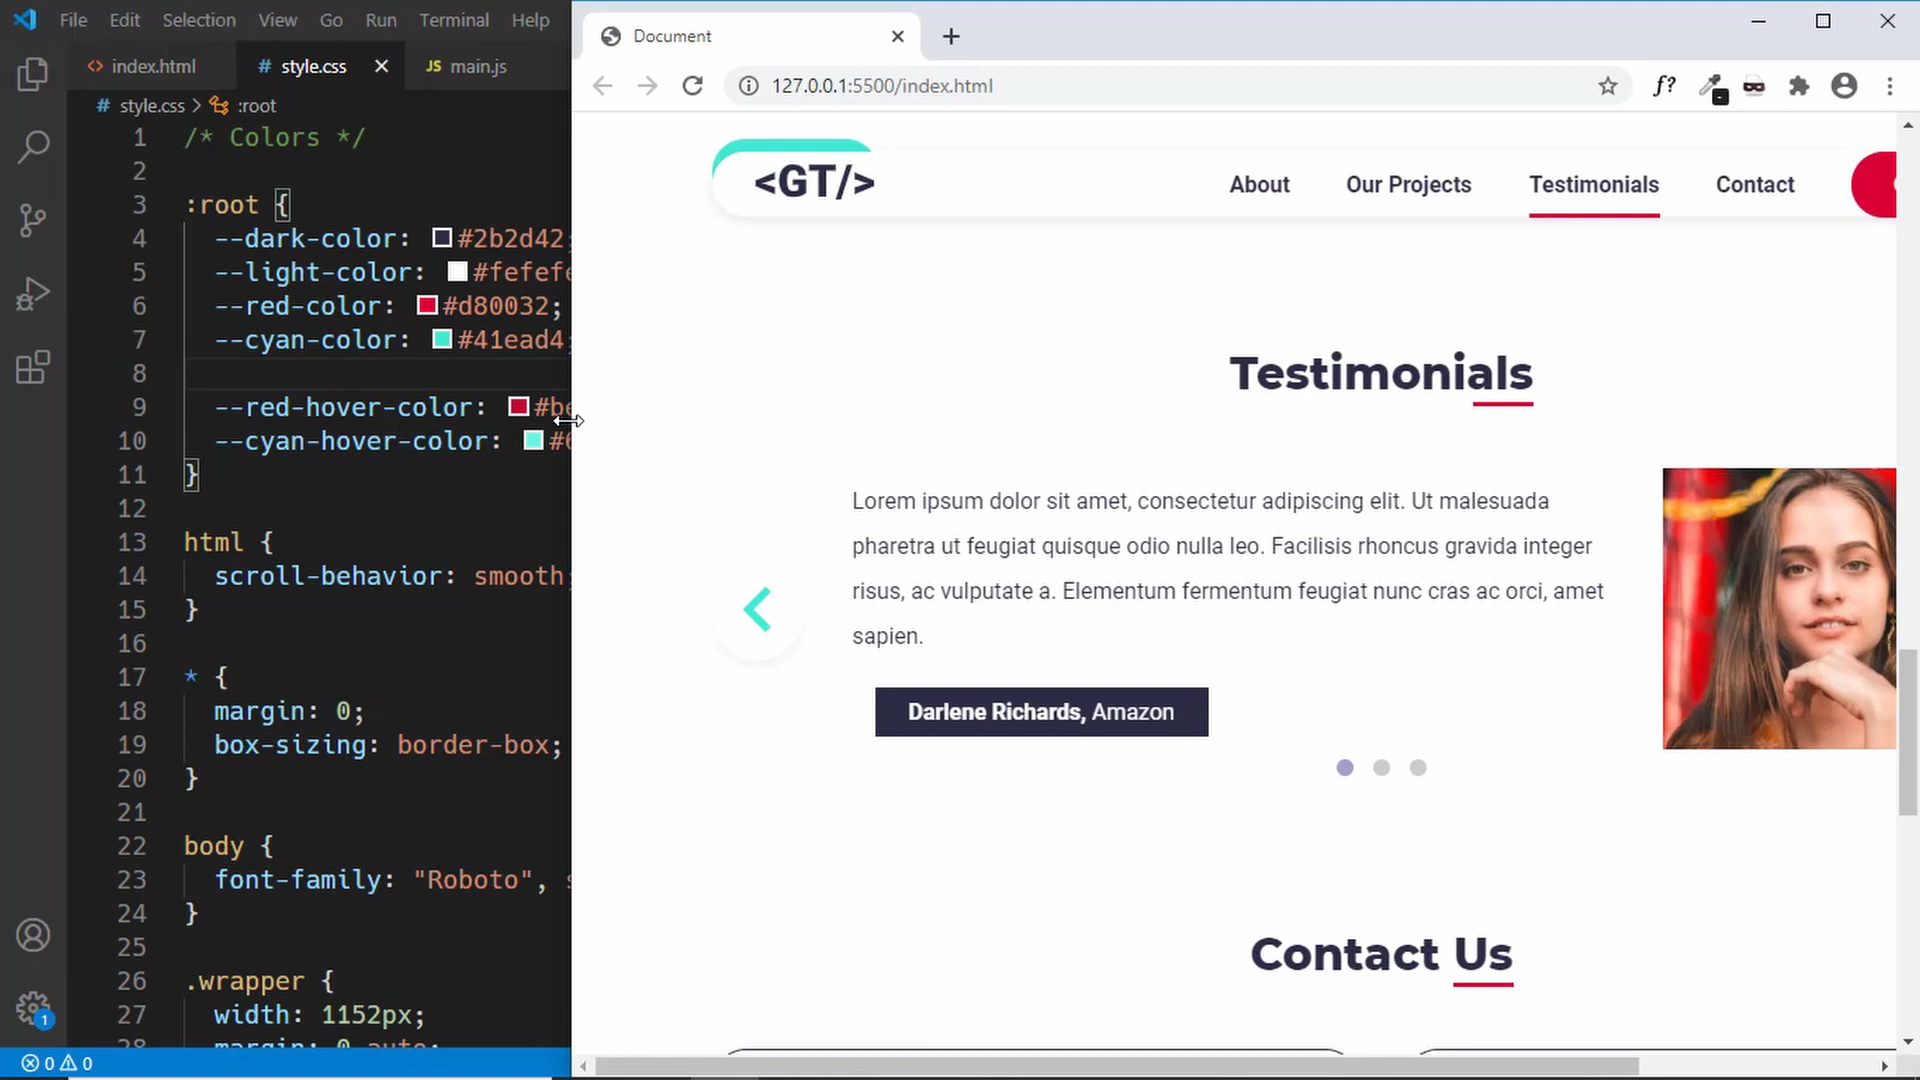 File Edit Selection View Go Run Terminal Help
<> index.html # style.css JS main.js
# style.css > :root
1 /* Colors */
2
3 :root {
4 --dark-color: #2b2d42;
5 --light-color: #fefefe
6 --red-color: #d80032;
7 --cyan-color: #41ead4;
8
9 --red-hover-color: #be
10 --cyan-hover-color: #6
11 }
12
13 html {
14 scroll-behavior: smooth;
15 }
16
17 * {
18 margin: 0;
19 box-sizing: border-box;
20 }
21
22 body {
23 font-family: "Roboto", s
24 }
25
26 .wrapper {
27 width: 1152px;
28 margin: 0 auto;
1
0 0
Document
127.0.0.1:5500/index.html
f?
<GT/> About Our Projects Testimonials Contact
Testimonials
Lorem ipsum dolor sit amet, consectetur adipiscing elit. Ut malesuada
pharetra ut feugiat quisque odio nulla leo. Facilisis rhoncus gravida integer
risus, ac vulputate a. Elementum fermentum feugiat nunc cras ac orci, amet
sapien.
Darlene Richards, Amazon
Contact Us